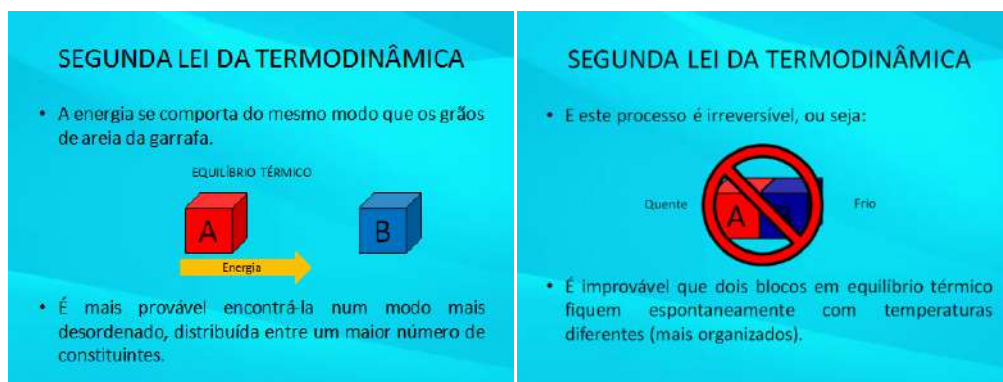 SEGUNDA LEI DA TERMODINÂMICA
• A energia se comporta do mesmo modo que os grãos
de areia da garrafa.
EQUILÍBRIO TÉRMICO
A
B
Energia
• É mais provável encontrá-la num modo mais
desordenado, distribuída entre um maior número de
constituintes.
SEGUNDA LEI DA TERMODINÂMICA
• E este processo é irreversível, ou seja:
Quente
A
B
Frio
• É improvável que dois blocos em equilíbrio térmico
fiquem espontaneamente com temperaturas
diferentes (mais organizados).